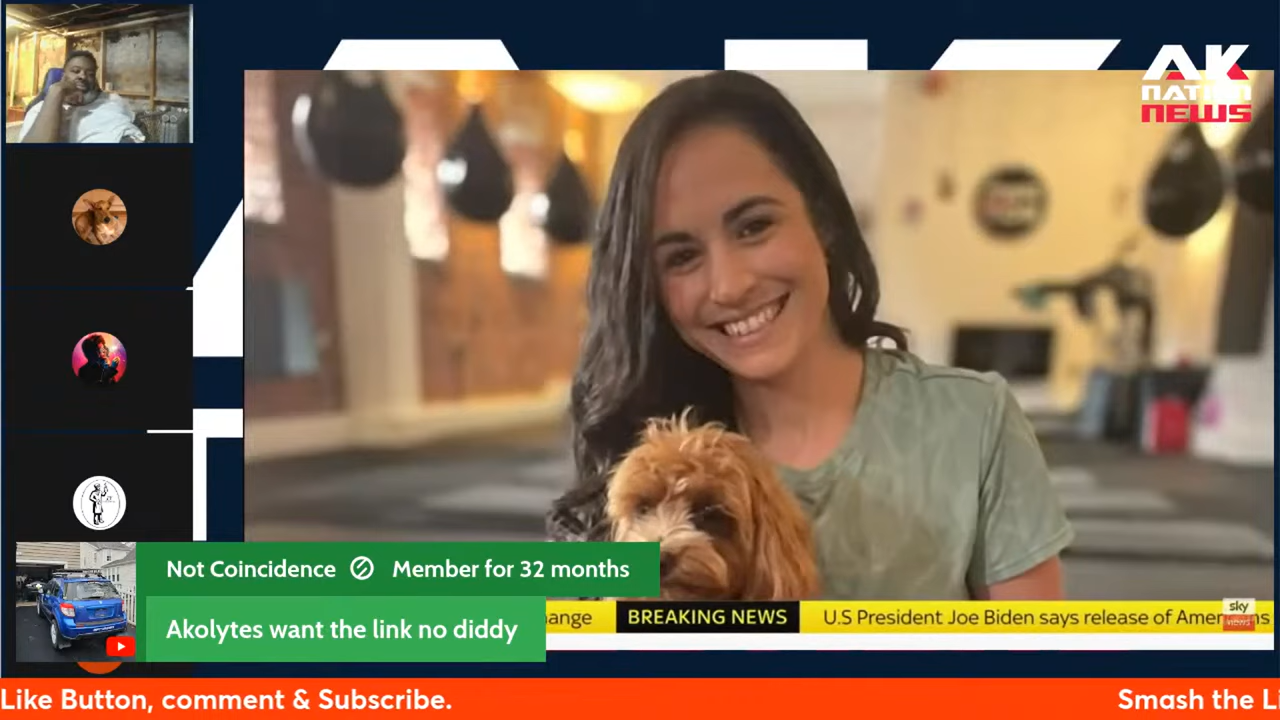 AK
NATION
NEWS
Not Coincidence Member for 32 months
Akolytes want the link no diddy
ange BREAKING NEWS U.S President Joe Biden says release of Amer
sky
news
Like Button, comment & Subscribe. Smash the Li